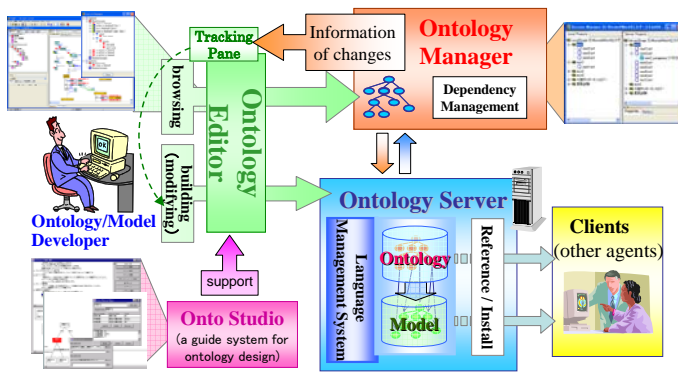 Tracking
Pane
Information
of changes
Ontology
Manager
Dependency
Management
browsing
Ontology
Editor
building
(modifying)
OK
Ontology/Model
Developer
support
Onto Studio
(a guide system for
ontology design)
Ontology Server
Language
Management System
Ontology
Model
Reference / Install
Clients
(other agents)